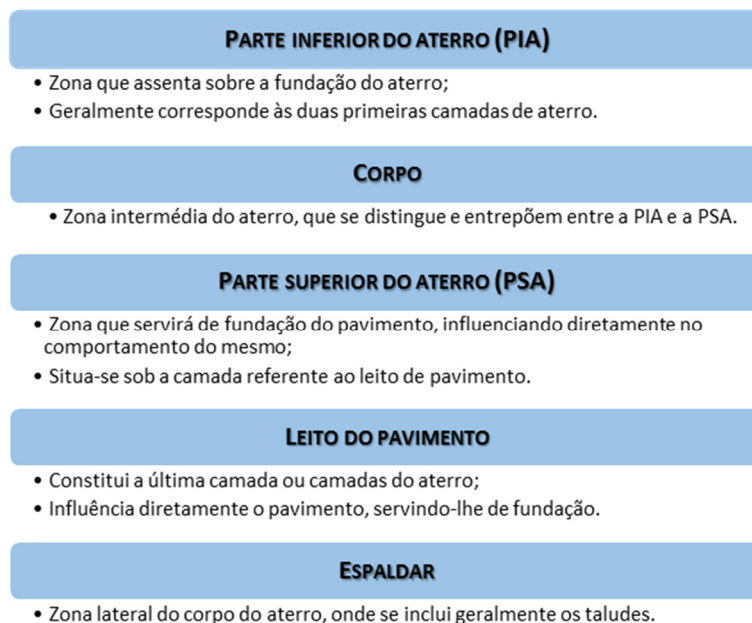 PARTE INFERIOR DO ATERRO (PIA)
• Zona que assenta sobre a fundação do aterro;
• Geralmente corresponde às duas primeiras camadas de aterro.
CORPO
• Zona intermédia do aterro, que se distingue e entrepõem entre a PIA e a PSA.
PARTE SUPERIOR DO ATERRO (PSA)
• Zona que servirá de fundação do pavimento, influenciando diretamente no
comportamento do mesmo;
• Situa-se sob a camada referente ao leito de pavimento.
LEITO DO PAVIMENTO
• Constitui a última camada ou camadas do aterro;
• Influência diretamente o pavimento, servindo-lhe de fundação.
ESPALDAR
• Zona lateral do corpo do aterro, onde se inclui geralmente os taludes.